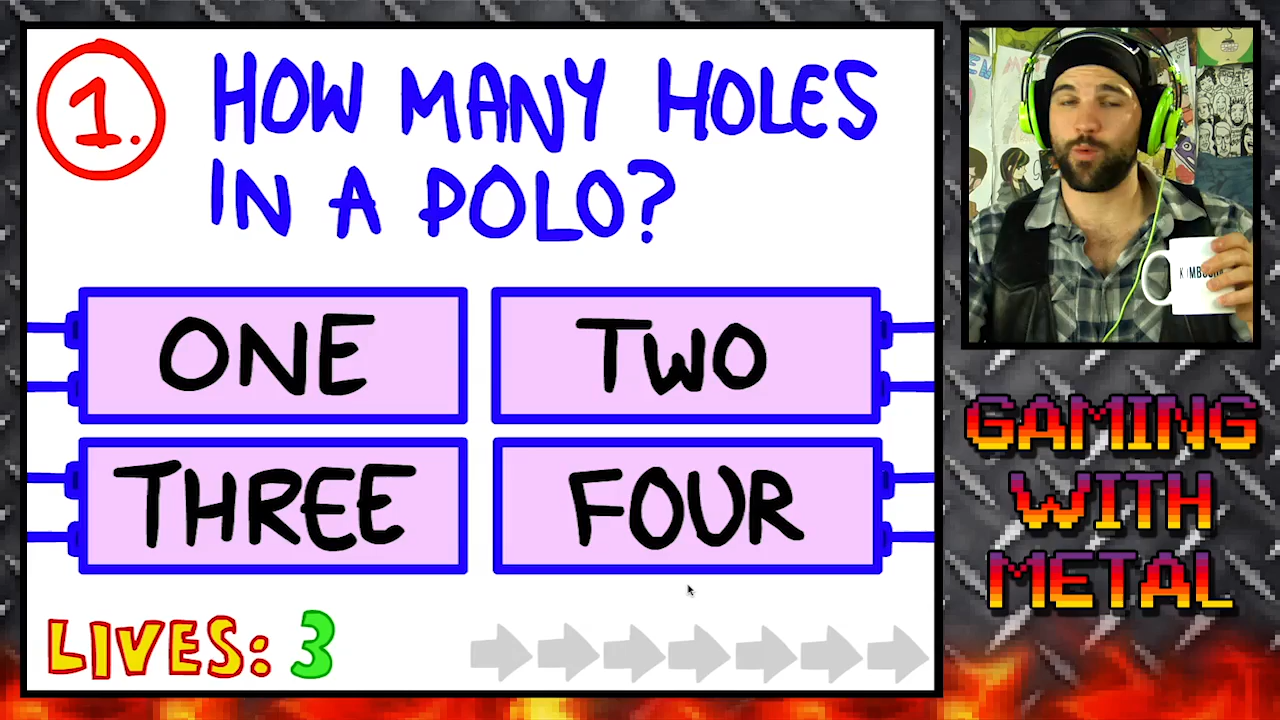 1. HOW MANY HOLES
IN A POLO?
ONE
TWO
THREE
FOUR
LIVES: 3
GAMING
WITH
METAL